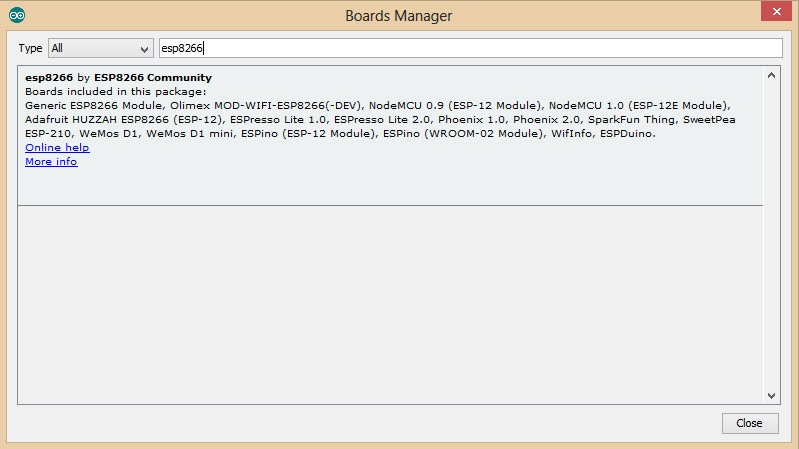 Boards Manager
Type All esp8266
esp8266 by ESP8266 Community
Boards included in this package:
Generic ESP8266 Module, Olimex MOD-WIFI-ESP8266(-DEV), NodeMCU 0.9 (ESP-12 Module), NodeMCU 1.0 (ESP-12E Module),
Adafruit HUZZAH ESP8266 (ESP-12), ESPresso Lite 1.0, ESPresso Lite 2.0, Phoenix 1.0, Phoenix 2.0, SparkFun Thing, SweetPea
ESP-210, WeMos D1, WeMos D1 mini, ESPino (ESP-12 Module), ESPino (WROOM-02 Module), WifInfo, ESPDuino.
Online help
More info
Close